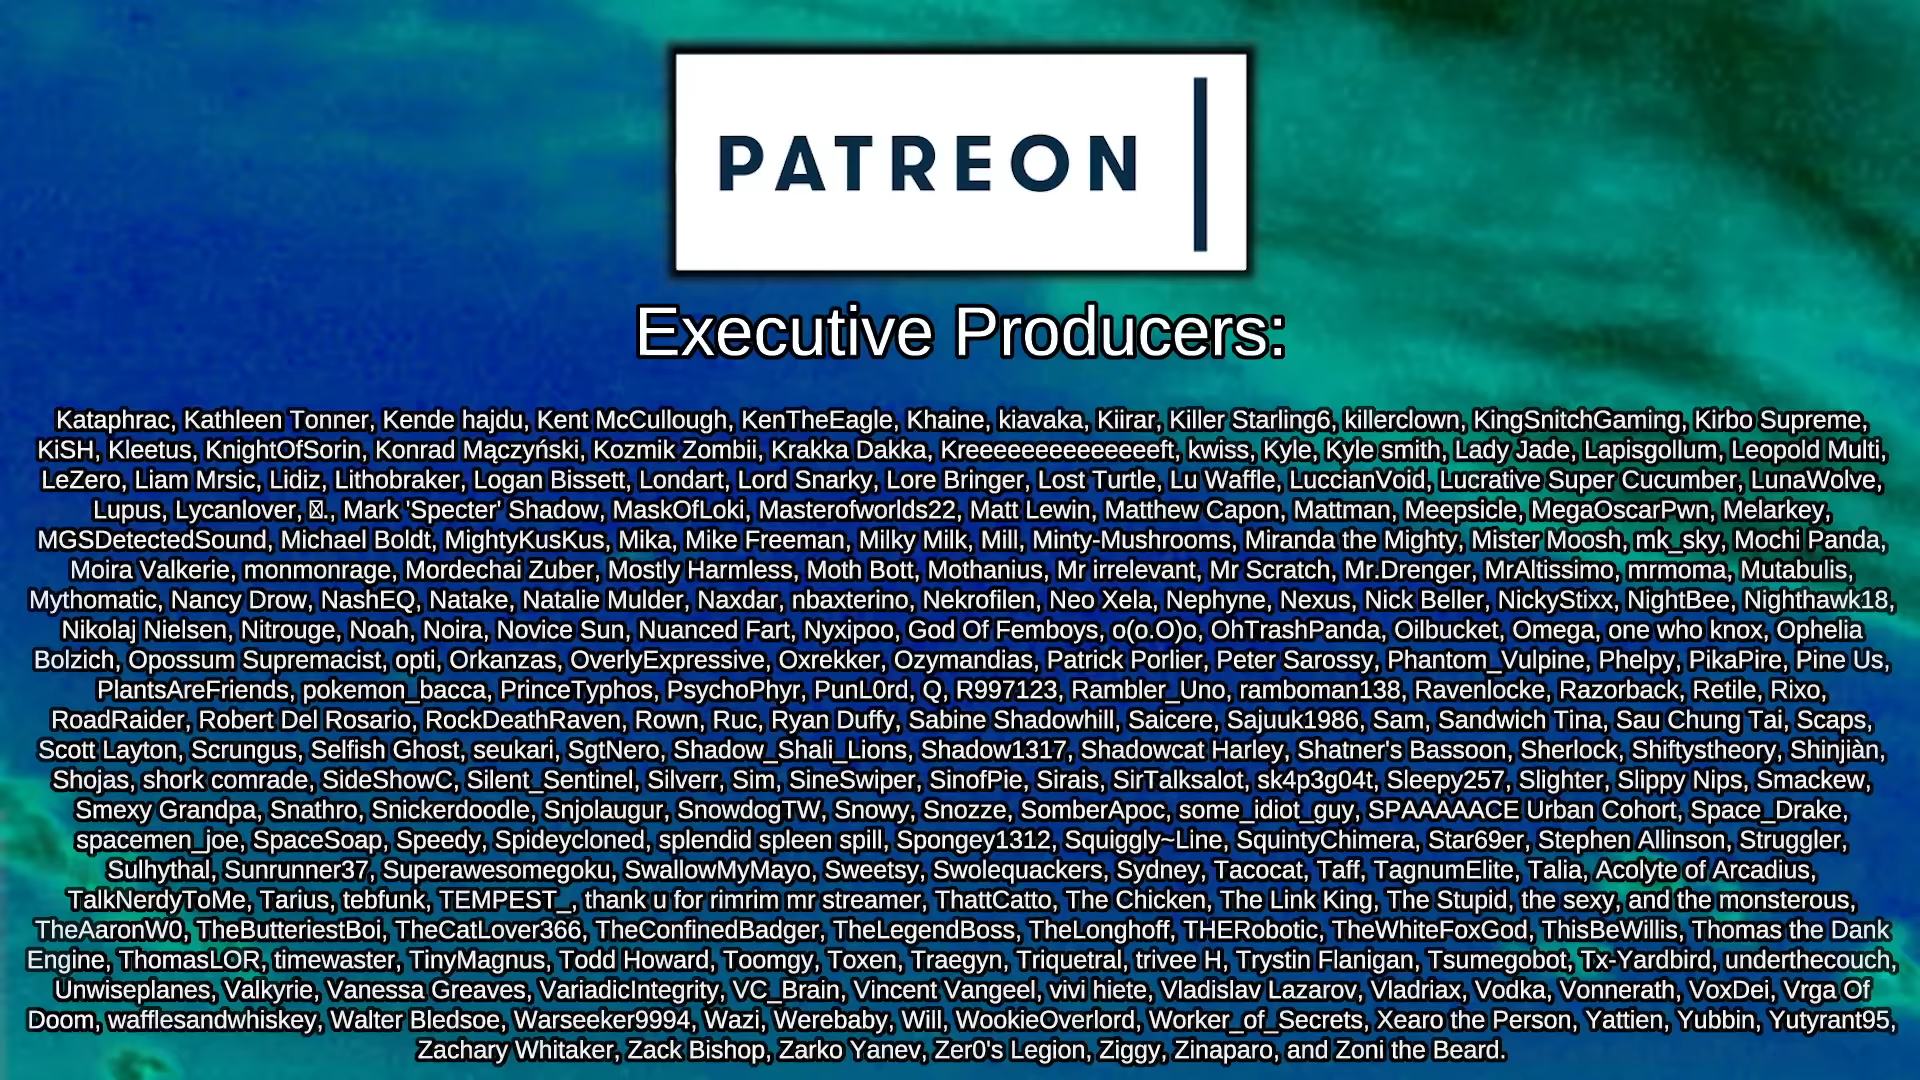 PATREON
Executive Producers:
Kataphrac, Kathleen Tonner, Kende hajdu, Kent McCullough, KenTheEagle, Khaine, kiavaka, Kiirar, Killer Starling6, killerclown, KingSnitchGaming, Kirbo Supreme,
KiSH, Kleetus, KnightOfSorin, Konrad Mączyński, Kozmik Zombii, Krakka Dakka, Kreeeeeeeeeeeeeeeft, kwiss, Kyle, Kyle smith, Lady Jade, Lapisgollum, Leopold Multi,
LeZero, Liam Mrsic, Lidiz, Lithobraker, Logan Bissett, Londart, Lord Snarky, Lore Bringer, Lost Turtle, Lu Waffle, LuccianVoid, Lucrative Super Cucumber, LunaWolve,
Lupus, Lycanlover, ., Mark 'Specter' Shadow, MaskOfLoki, Masterofworlds22, Matt Lewin, Matthew Capon, Mattman, Meepsicle, MegaOscarPwn, Melarkey,
MGSDetectedSound, Michael Boldt, MightyKusKus, Mika, Mike Freeman, Milky Milk, Mill, Minty-Mushrooms, Miranda the Mighty, Mister Moosh, mk_sky, Mochi Panda,
Moira Valkerie, monmonrage, Mordechai Zuber, Mostly Harmless, Moth Bott, Mothanius, Mr irrelevant, Mr Scratch, Mr.Drenger, MrAltissimo, mrmoma, Mutabulis,
Mythomatic, Nancy Drow, NashEQ, Natake, Natalie Mulder, Naxdar, nbaxterino, Nekrofilen, Neo Xela, Nephyne, Nexus, Nick Beller, NickyStixx, NightBee, Nighthawk18,
Nikolaj Nielsen, Nitrouge, Noah, Noira, Novice Sun, Nuanced Fart, Nyxipoo, God Of Femboys, o(o.O)o, OhTrashPanda, Oilbucket, Omega, one who knox, Ophelia
Bolzich, Opossum Supremacist, opti, Orkanzas, OverlyExpressive, Oxrekker, Ozymandias, Patrick Porlier, Peter Sarossy, Phantom_Vulpine, Phelpy, PikaPire, Pine Us,
PlantsAreFriends, pokemon_bacca, PrinceTyphos, PsychoPhyr, PunL0rd, Q, R997123, Rambler_Uno, ramboman138, Ravenlocke, Razorback, Retile, Rixo,
RoadRaider, Robert Del Rosario, RockDeathRaven, Rown, Ruc, Ryan Duffy, Sabine Shadowhill, Saicere, Sajuuk1986, Sam, Sandwich Tina, Sau Chung Tai, Scaps,
Scott Layton, Scrungus, Selfish Ghost, seukari, SgtNero, Shadow_Shali_Lions, Shadow1317, Shadowcat Harley, Shatner's Bassoon, Sherlock, Shiftystheory, Shinjiàn,
Shojas, shork comrade, SideShowC, Silent_Sentinel, Silverr, Sim, SineSwiper, SinofPie, Sirais, SirTalksalot, sk4p3g04t, Sleepy257, Slighter, Slippy Nips, Smackew,
Smexy Grandpa, Snathro, Snickerdoodle, Snjolaugur, SnowdogTW, Snowy, Snozze, SomberApoc, some_idiot_guy, SPAAAAACE Urban Cohort, Space_Drake,
spacemen_joe, SpaceSoap, Speedy, Spideycloned, splendid spleen spill, Spongey1312, Squiggly~Line, SquintyChimera, Star69er, Stephen Allinson, Struggler,
Sulhythal, Sunrunner37, Superawesomegoku, SwallowMyMayo, Sweetsy, Swolequackers, Sydney, Tacocat, Taff, TagnumElite, Talia, Acolyte of Arcadius,
TalkNerdyToMe, Tarius, tebfunk, TEMPEST_, thank u for rimrim mr streamer, ThattCatto, The Chicken, The Link King, The Stupid, the sexy, and the monsterous,
TheAaronW0, TheButteriestBoi, TheCatLover366, TheConfinedBadger, TheLegendBoss, TheLonghoff, THERobotic, TheWhiteFoxGod, ThisBeWillis, Thomas the Dank
Engine, ThomasLOR, timewaster, TinyMagnus, Todd Howard, Toomgy, Toxen, Traegyn, Triquetral, trivee H, Trystin Flanigan, Tsumegobot, Tx-Yardbird, underthecouch,
Unwiseplanes, Valkyrie, Vanessa Greaves, VariadicIntegrity, VC_Brain, Vincent Vangeel, vivi hiete, Vladislav Lazarov, Vladriax, Vodka, Vonnerath, VoxDei, Vrga Of
Doom, wafflesandwhiskey, Walter Bledsoe, Warseeker9994, Wazi, Werebaby, Will, WookieOverlord, Worker_of_Secrets, Xearo the Person, Yattien, Yubbin, Yutyrant95,
Zachary Whitaker, Zack Bishop, Zarko Yanev, Zer0's Legion, Ziggy, Zinaparo, and Zoni the Beard.